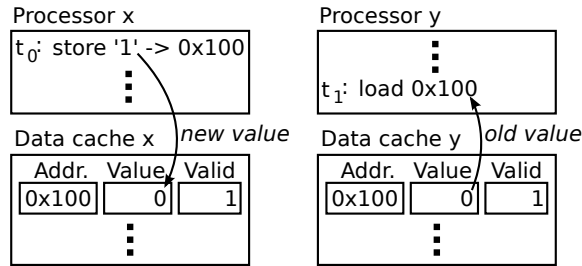 Processor x
t0: store '1' -> 0x100
Data cache x
new value
Addr. Value Valid
0x100 0 1
Processor y
t1: load 0x100
Data cache y
old value
Addr. Value Valid
0x100 0 1